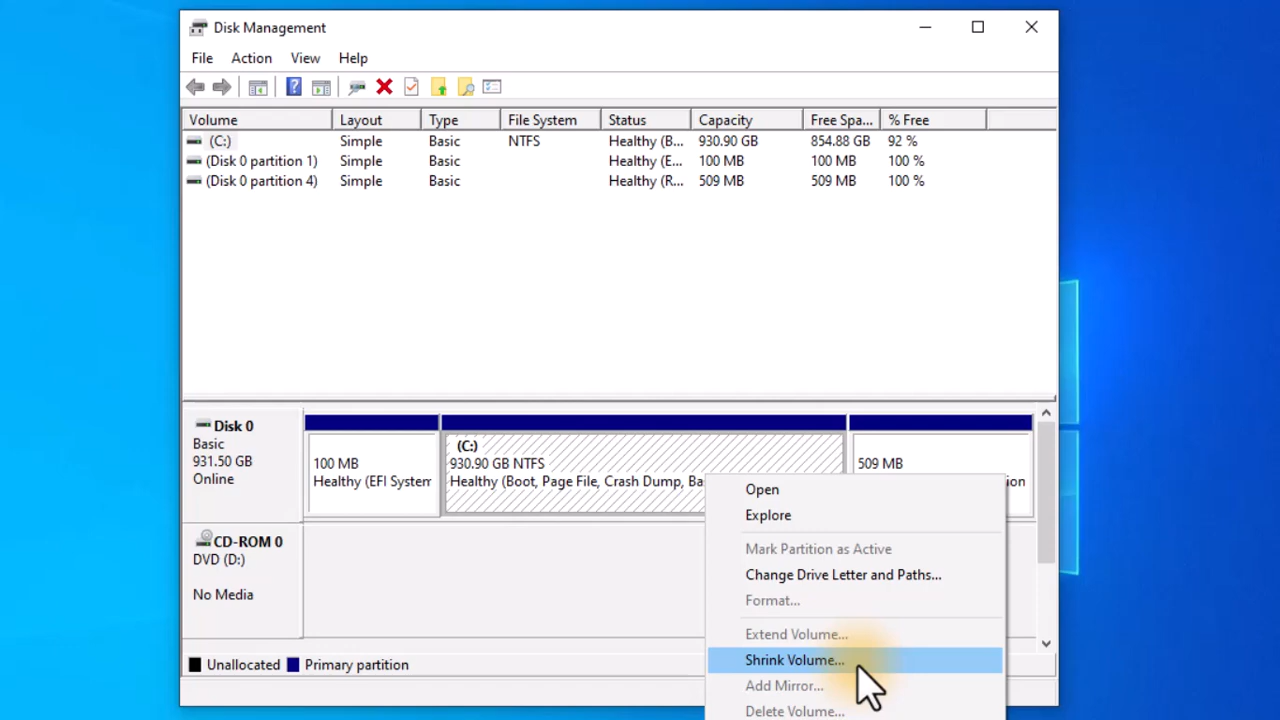 Disk Management
File Action View Help
Volume Layout Type File System Status Capacity Free Spa... % Free
(C:) Simple Basic NTFS Healthy (B... 930.90 GB 854.88 GB 92 %
(Disk 0 partition 1) Simple Basic Healthy (E... 100 MB 100 MB 100 %
(Disk 0 partition 4) Simple Basic Healthy (R... 509 MB 509 MB 100 %
Disk 0
Basic
931.50 GB
Online
100 MB
Healthy (EFI System
(C:)
930.90 GB NTFS
Healthy (Boot, Page File, Crash Dump, Ba
509 MB
ion
CD-ROM 0
DVD (D:)
No Media
Unallocated Primary partition
Open
Explore
Mark Partition as Active
Change Drive Letter and Paths...
Format...
Extend Volume...
Shrink Volume...
Add Mirror...
Delete Volume...